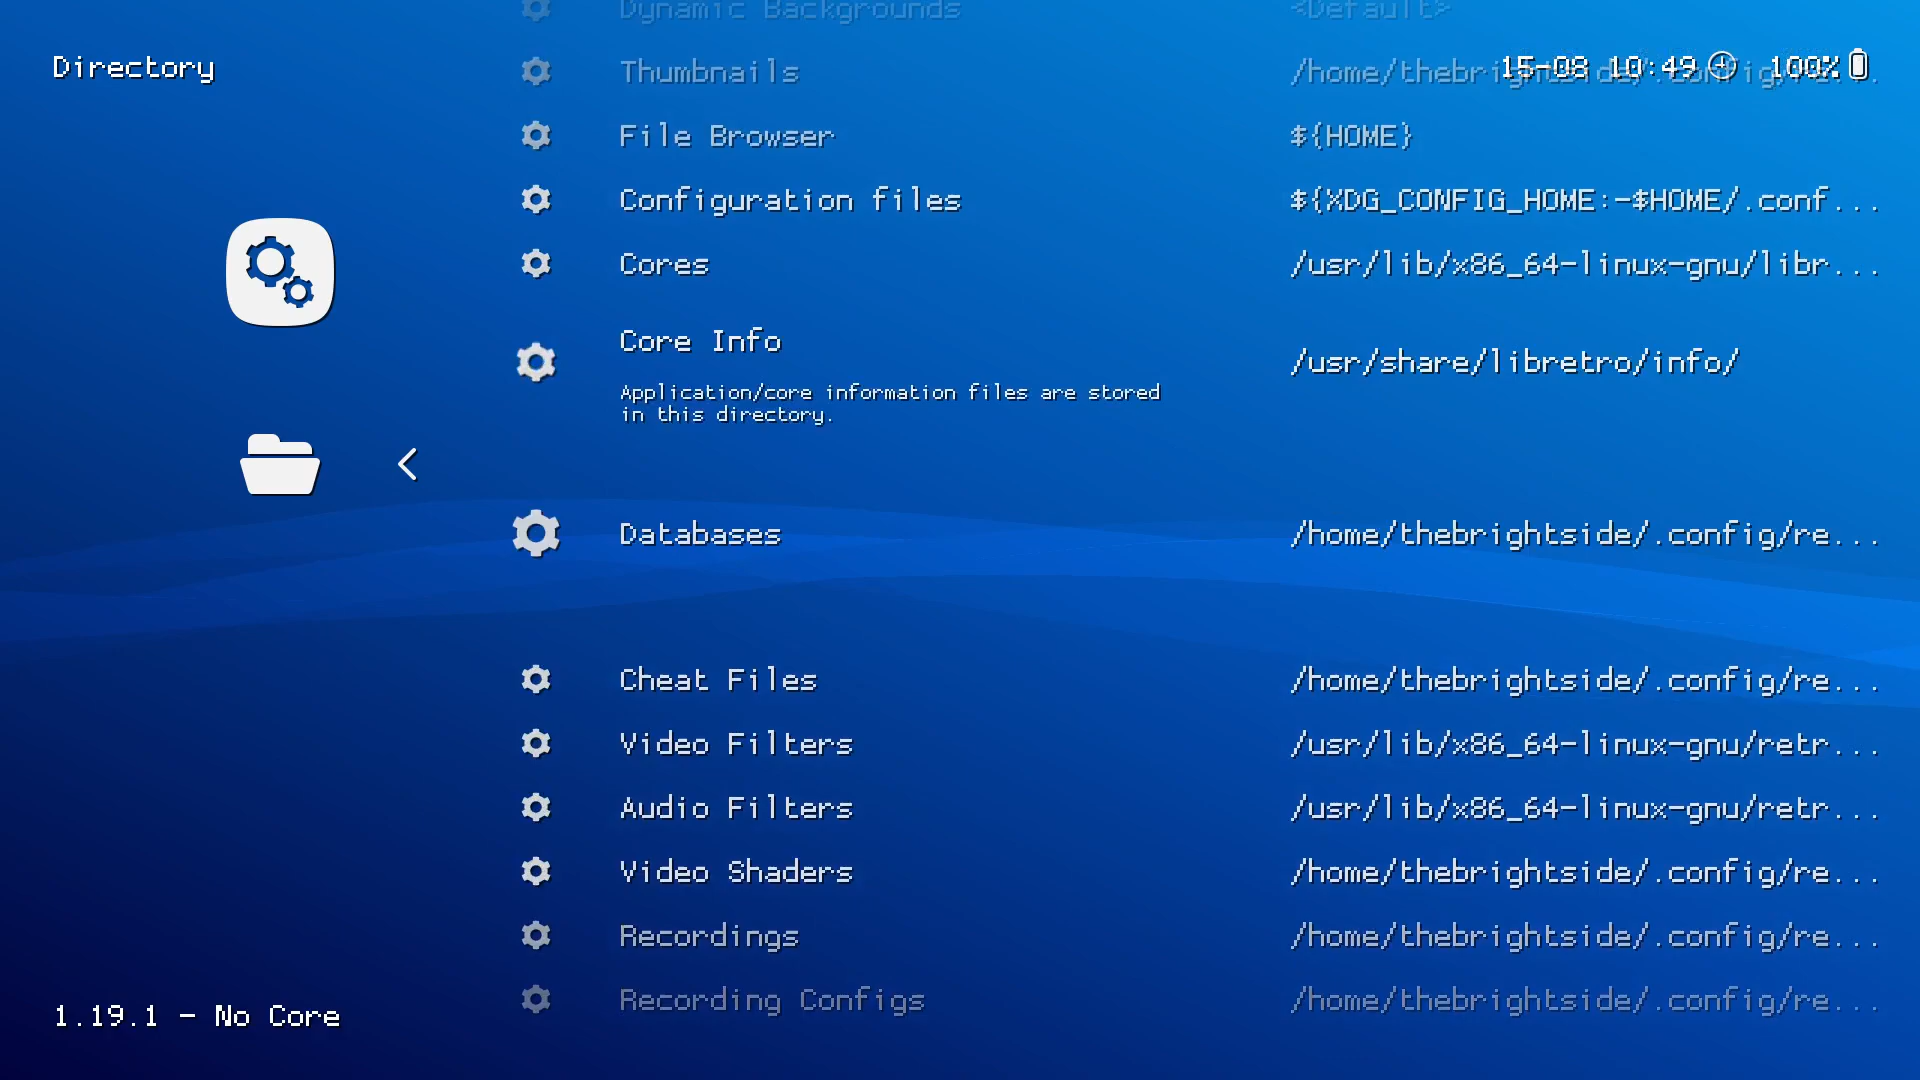 Dynamic Backgrounds <Default>
Directory
15-08 10:49 100%
Thumbnails
File Browser ${HOME}
Configuration files ${XDG_CONFIG_HOME:-$HOME/.conf...
Cores /usr/lib/x86_64-linux-gnu/libr...
Core Info /usr/share/libretro/info/
Application/core information files are stored
in this directory.
Databases /home/thebrightside/.config/re...
Cheat Files /home/thebrightside/.config/re...
Video Filters /usr/lib/x86_64-linux-gnu/retr...
Audio Filters /usr/lib/x86_64-linux-gnu/retr...
Video Shaders /home/thebrightside/.config/re...
Recordings /home/thebrightside/.config/re...
Recording Configs /home/thebrightside/.config/re...
1.19.1 - No Core